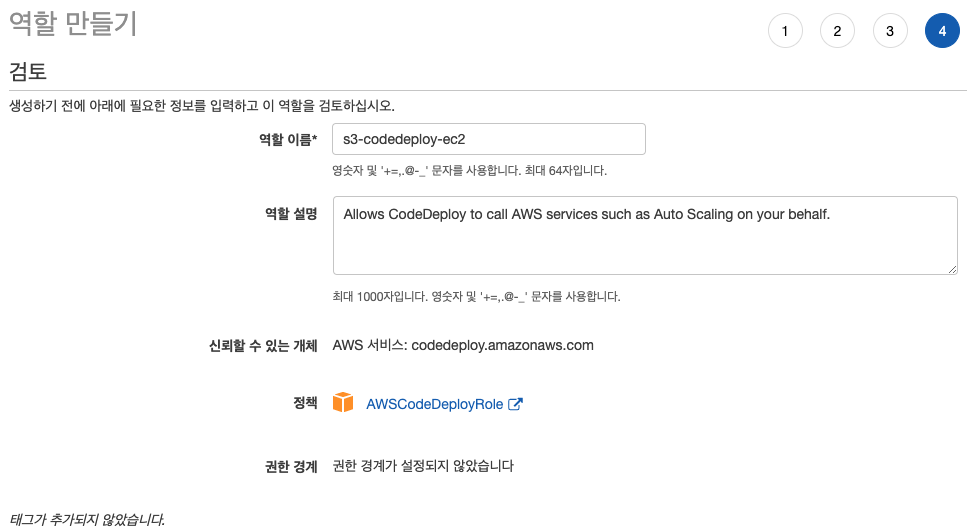 역할 만들기
1 2 3 4
검토
생성하기 전에 아래에 필요한 정보를 입력하고 이 역할을 검토하십시오.
역할 이름* s3-codedeploy-ec2
영숫자 및 '+=,.@-_' 문자를 사용합니다. 최대 64자입니다.
역할 설명 Allows CodeDeploy to call AWS services such as Auto Scaling on your behalf.
최대 1000자입니다. 영숫자 및 '+=,.@-_' 문자를 사용합니다.
신뢰할 수 있는 개체 AWS 서비스: codedeploy.amazonaws.com
정책 AWSCodeDeployRole
권한 경계 권한 경계가 설정되지 않았습니다
태그가 추가되지 않았습니다.